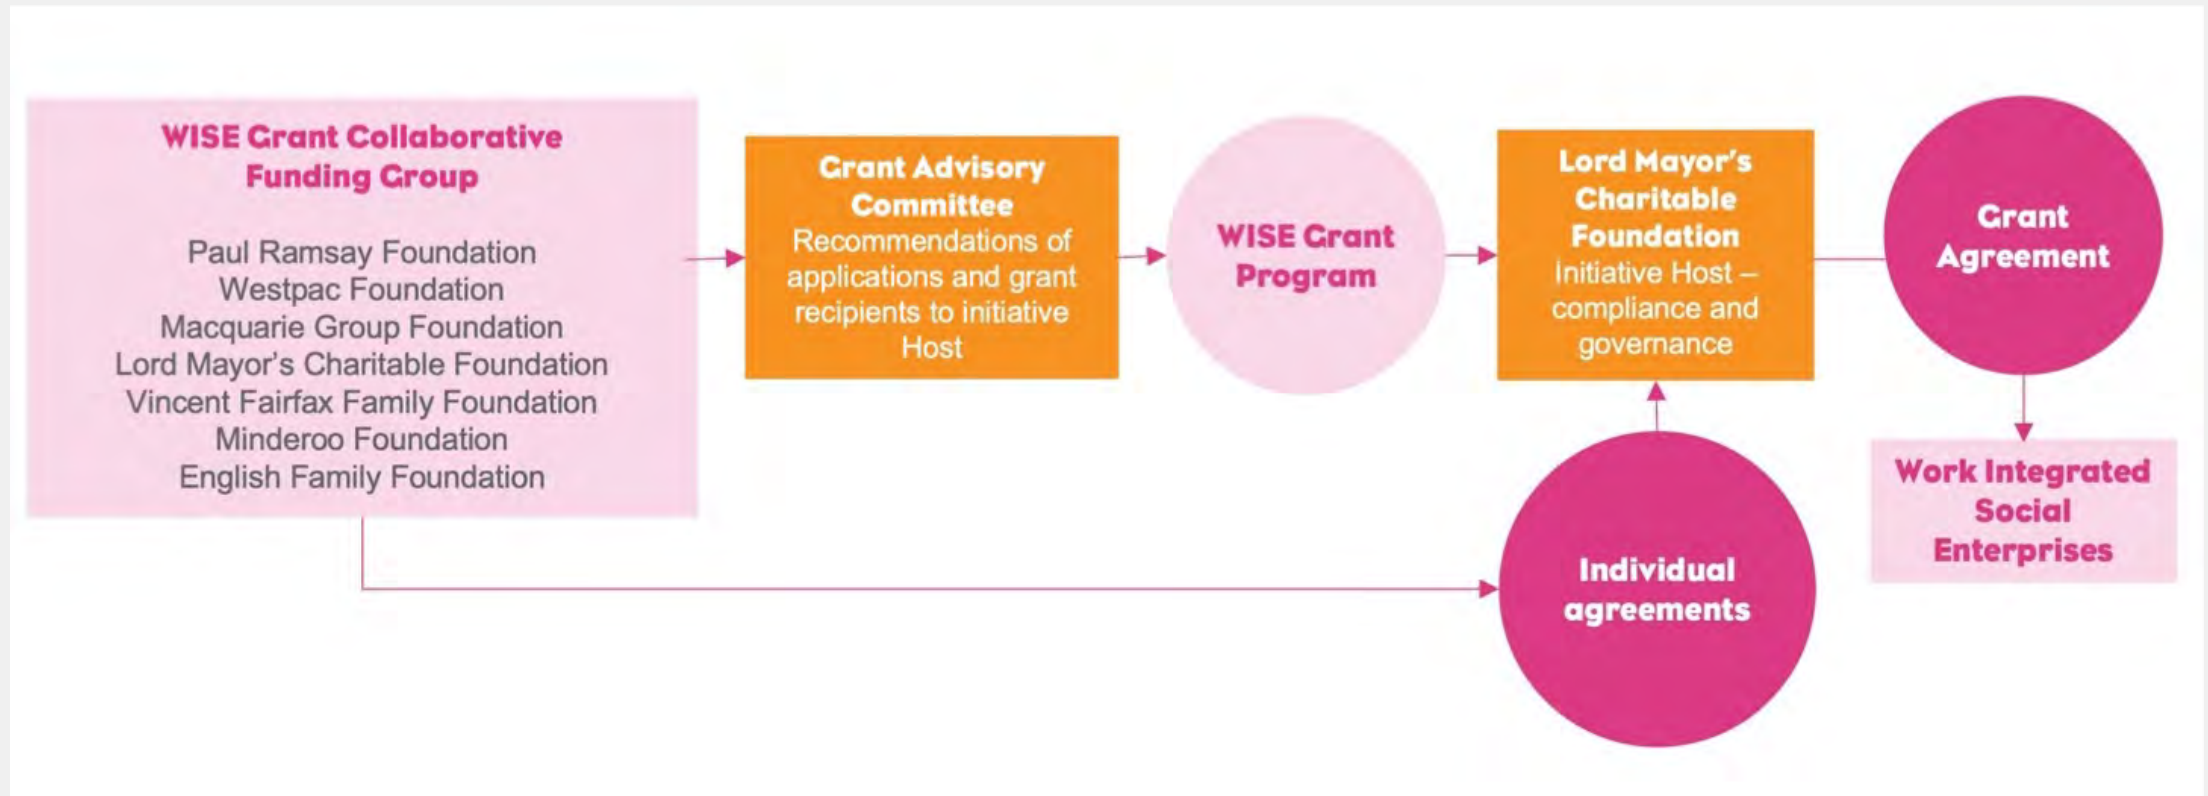 WISE Grant Collaborative
Funding Group
Paul Ramsay Foundation
Westpac Foundation
Macquarie Group Foundation
Lord Mayor’s Charitable Foundation
Vincent Fairfax Family Foundation
Minderoo Foundation
English Family Foundation
Grant Advisory
Committee
Recommendations of
applications and grant
recipients to initiative
Host
WISE Grant
Program
Lord Mayor’s
Charitable
Foundation
Initiative Host –
compliance and
governance
Grant
Agreement
Individual
agreements
Work Integrated
Social
Enterprises